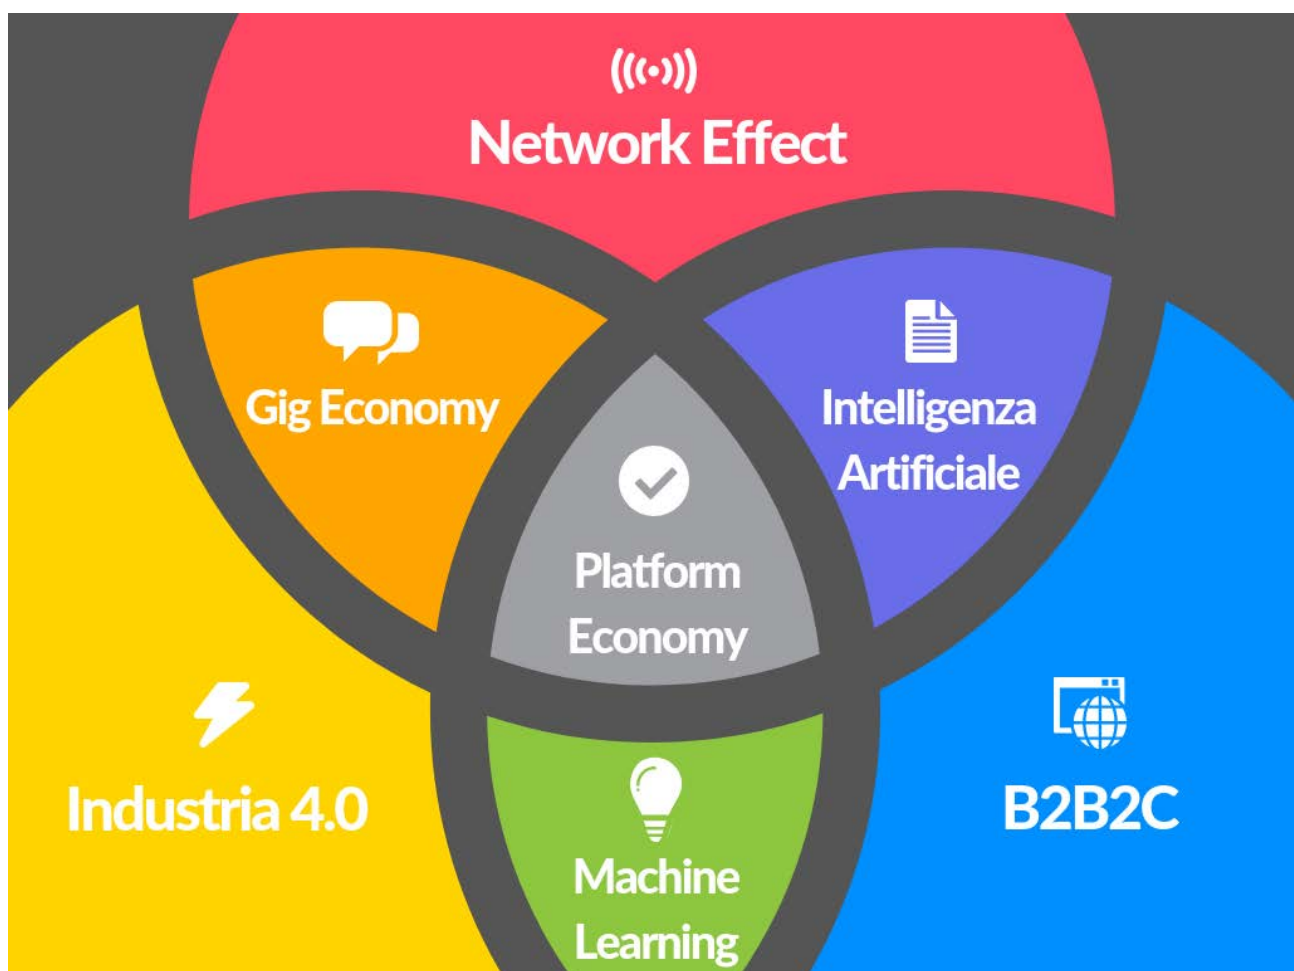 Network Effect
Gig Economy
Intelligenza
Artificiale
Platform
Economy
Industria 4.0
B2B2C
Machine
Learning